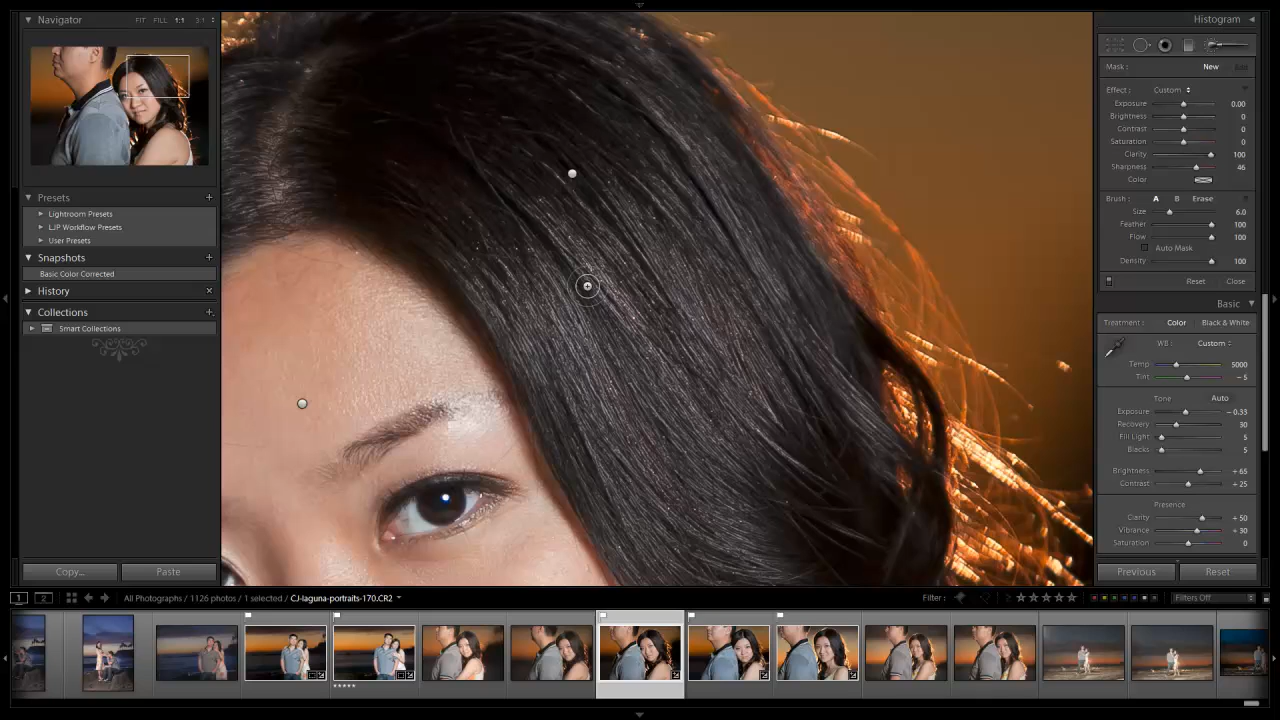 Navigator FIT FILL 1:1 3:1
Presets +
Lightroom Presets
LJP Workflow Presets
User Presets
Snapshots +
Basic Color Corrected
History ×
Collections +
Smart Collections
Copy... Paste
Histogram
Mask : New Edit
Effect : Custom
Exposure 0.00
Brightness 0
Contrast 0
Saturation 0
Clarity 100
Sharpness 46
Color
Brush : A B Erase
Size 6.0
Feather 100
Flow 100
Auto Mask
Density 100
Reset Close
Basic
Treatment : Color Black & White
WB : Custom
Temp 5000
Tint − 5
Tone Auto
Exposure − 0.33
Recovery 30
Fill Light 5
Blacks 5
Brightness + 65
Contrast + 25
Presence
Clarity + 50
Vibrance + 30
Saturation 0
Previous Reset
1 2 All Photographs / 1126 photos / 1 selected / CJ-laguna-portraits-170.CR2 Filter : Filters Off